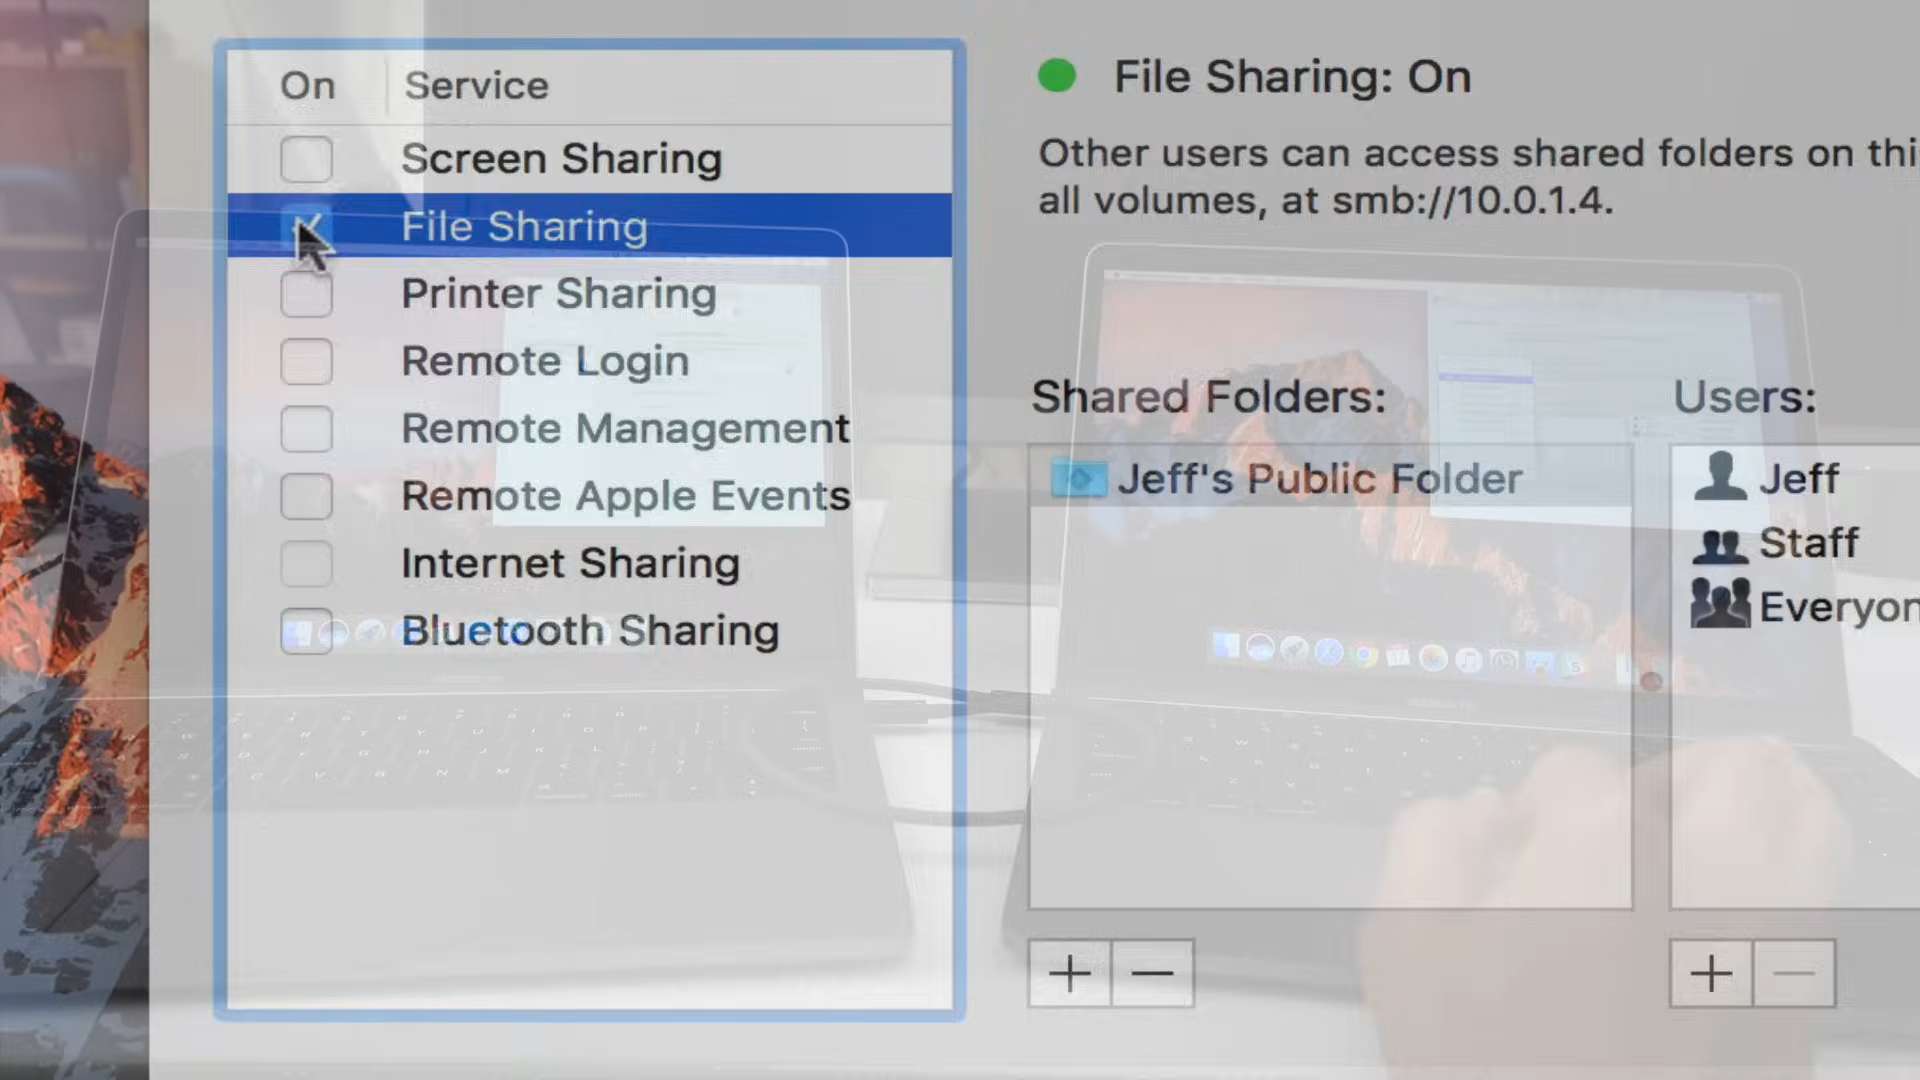 On Service
Screen Sharing
File Sharing
Printer Sharing
Remote Login
Remote Management
Remote Apple Events
Internet Sharing
Bluetooth Sharing
File Sharing: On
Other users can access shared folders on thi
all volumes, at smb://10.0.1.4.
Shared Folders:
Jeff's Public Folder
Users:
Jeff
Staff
Everyon